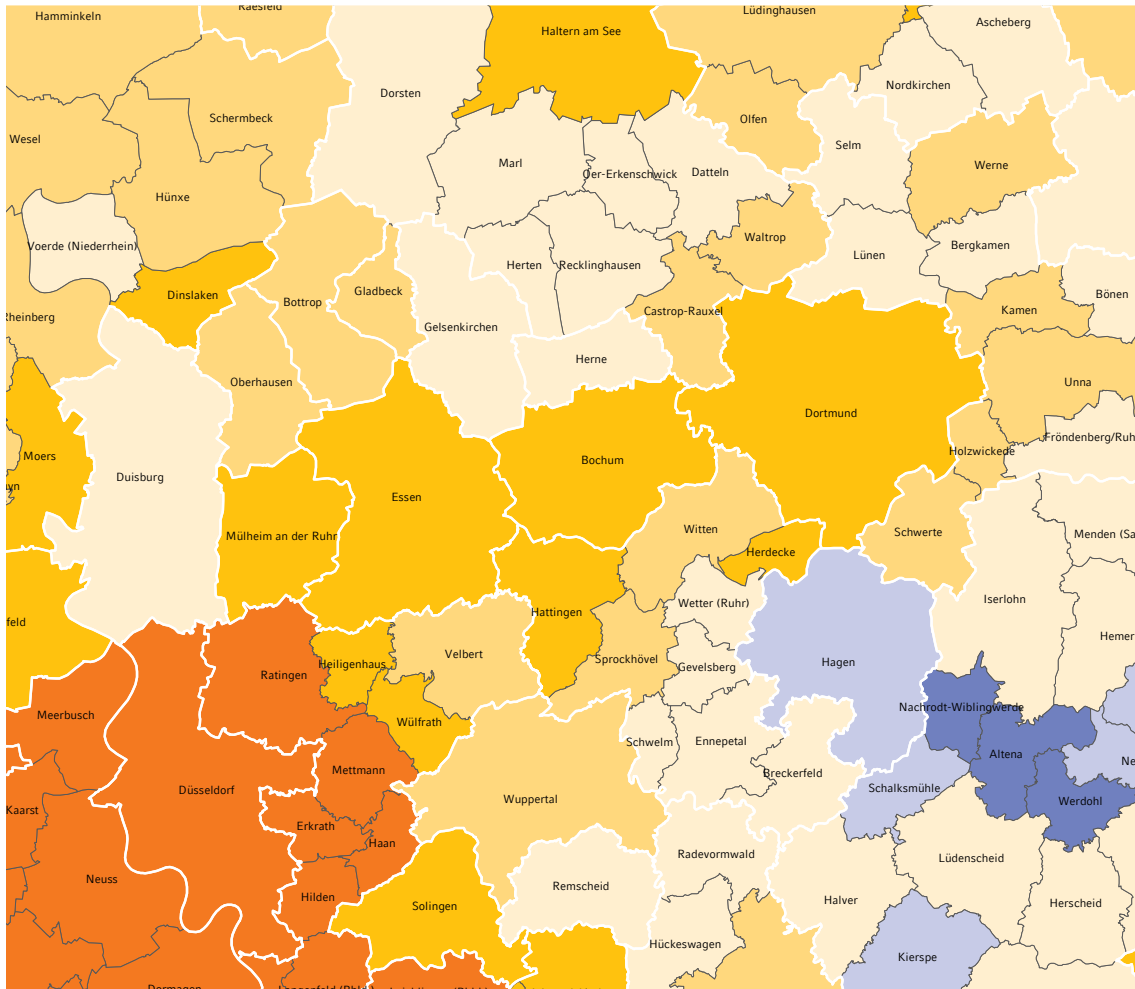 Hamminkeln
Raesfeld
Haltern am See
Lüdinghausen
Ascheberg
Dorsten
Nordkirchen
Schermbeck
Olfen
Wesel
Selm
Marl
Oer-Erkenschwick
Datteln
Werne
Hünxe
Voerde (Niederrhein)
Waltrop
Bergkamen
Herten
Recklinghausen
Lünen
Dinslaken
Gladbeck
Bottrop
Bönen
Rheinberg
Castrop-Rauxel
Kamen
Gelsenkirchen
Herne
Oberhausen
Unna
Dortmund
Fröndenberg/Ruh
Moers
Bochum
Holzwickede
Duisburg
Essen
Witten
Schwerte
Menden (Sa
Mülheim an der Ruhr
Herdecke
Iserlohn
Wetter (Ruhr)
Hattingen
feld
Hemer
Velbert
Sprockhövel
Hagen
Heiligenhaus
Gevelsberg
Ratingen
Nachrodt-Wiblingwerde
Meerbusch
Wülfrath
Schwelm
Ennepetal
Altena
Ne
Mettmann
Breckerfeld
Schalksmühle
Düsseldorf
Wuppertal
Werdohl
Kaarst
Erkrath
Haan
Radevormwald
Lüdenscheid
Neuss
Remscheid
Hilden
Halver
Herscheid
Solingen
Hückeswagen
Kierspe